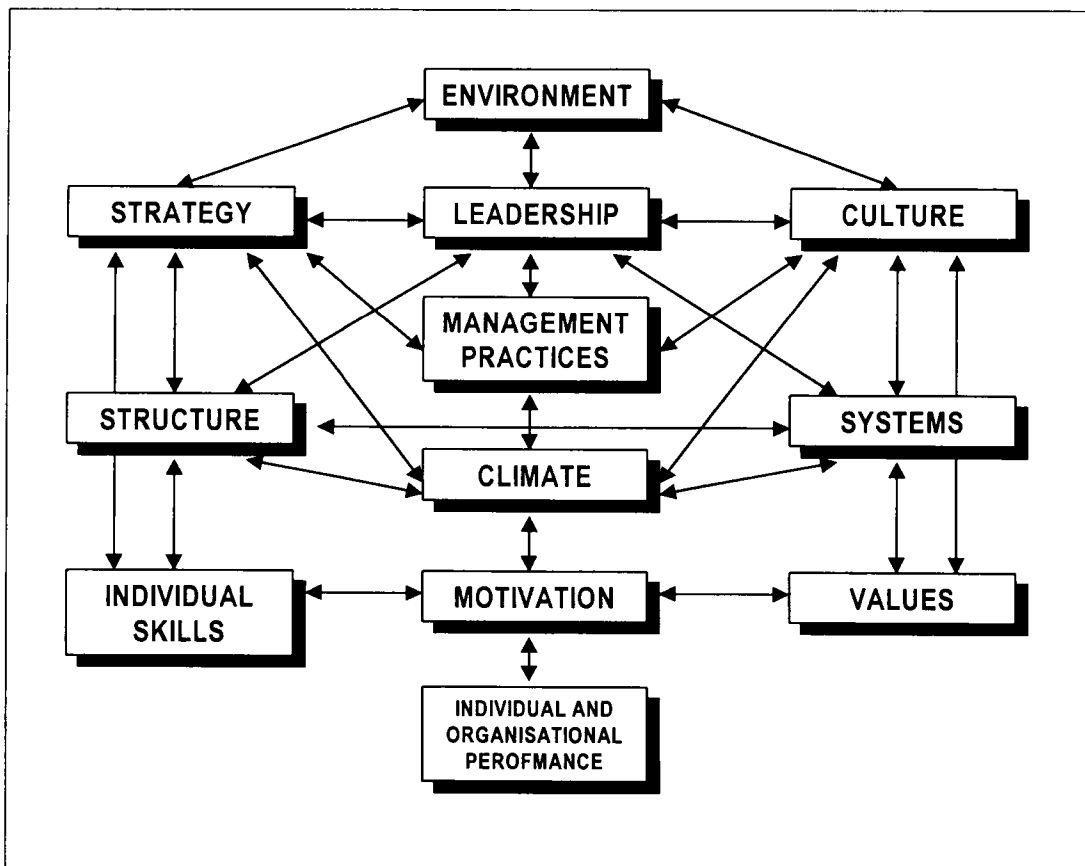 ENVIRONMENT
STRATEGY
LEADERSHIP
CULTURE
MANAGEMENT
PRACTICES
STRUCTURE
SYSTEMS
CLIMATE
INDIVIDUAL
SKILLS
MOTIVATION
VALUES
INDIVIDUAL AND
ORGANISATIONAL
PEROFMANCE